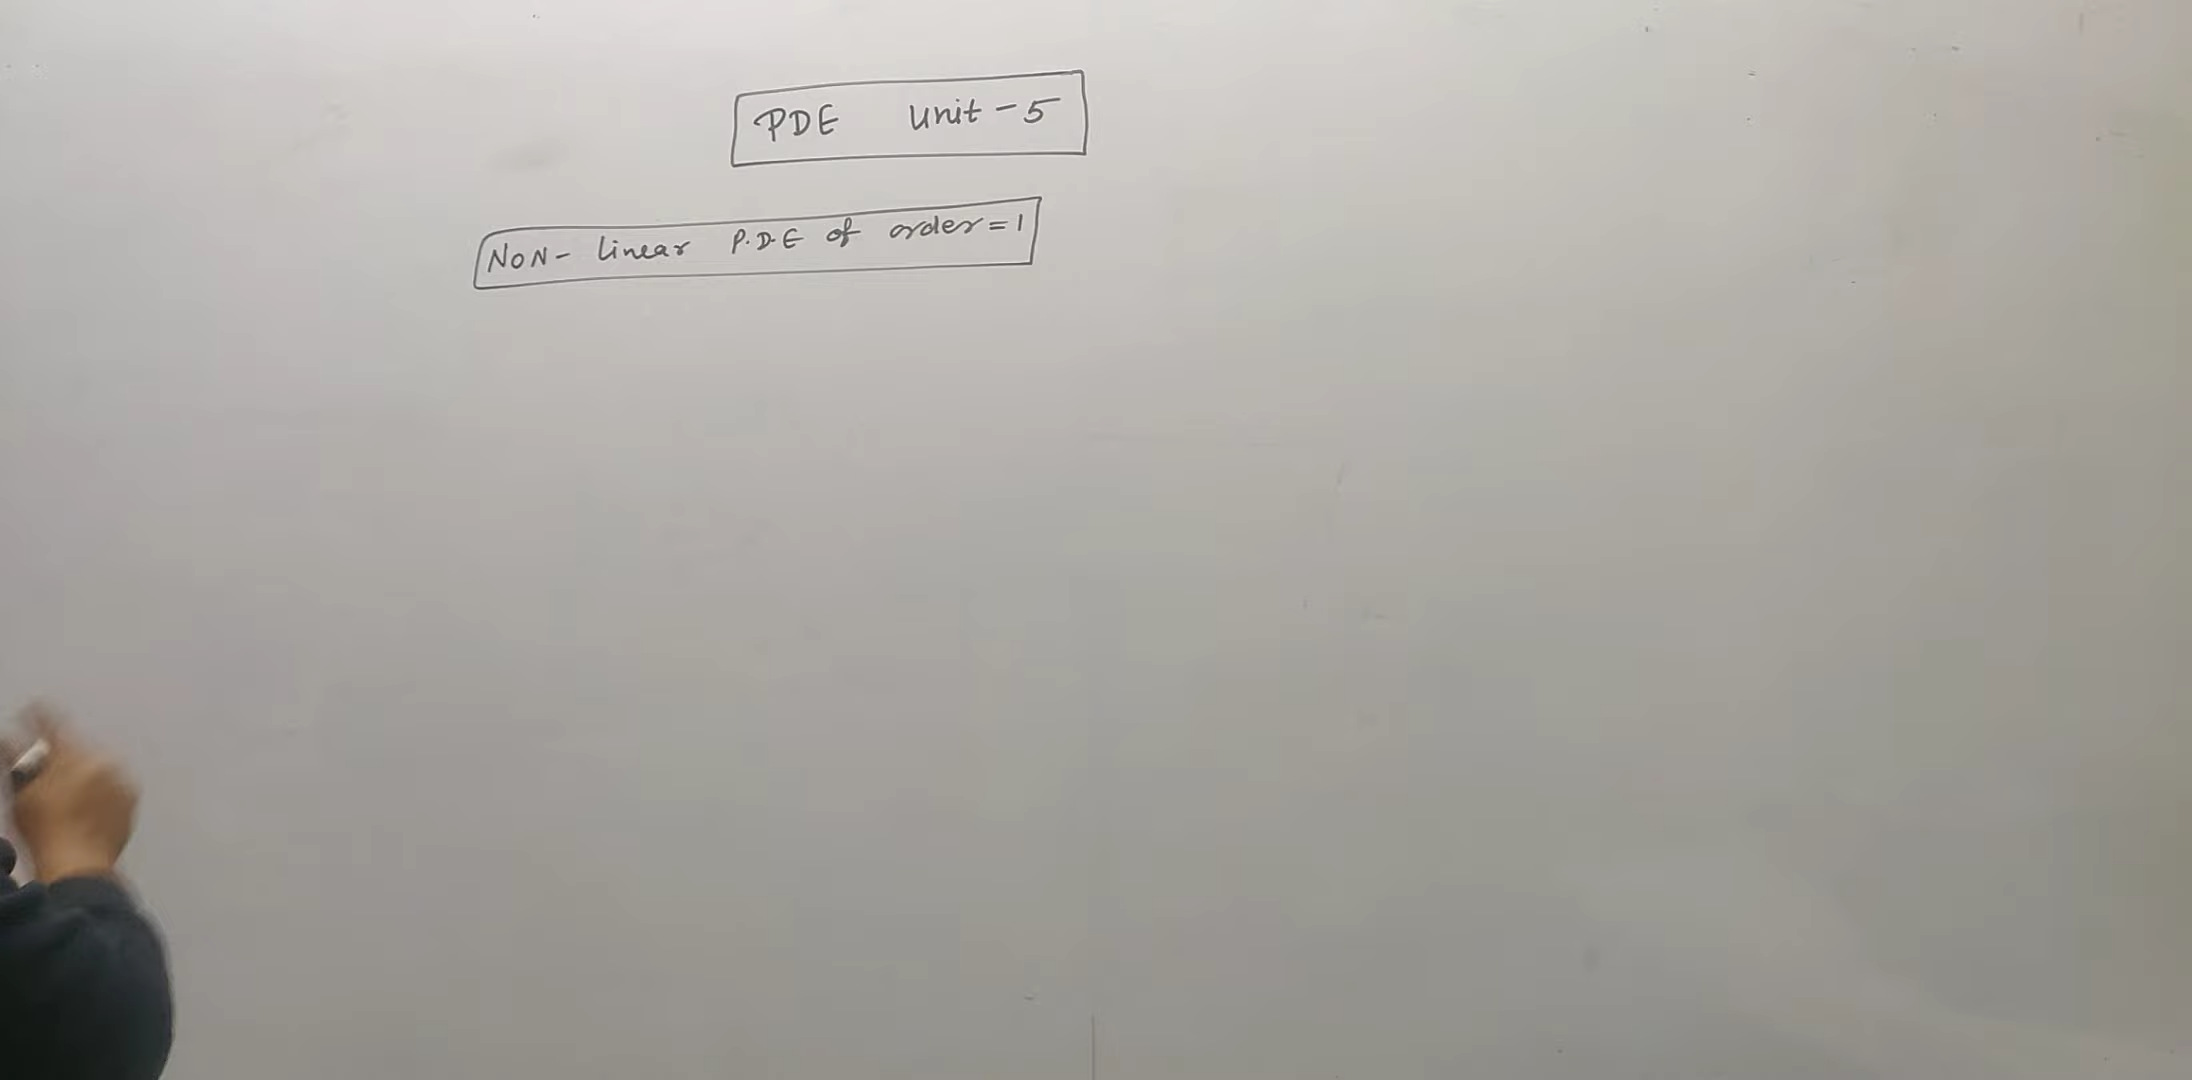 PDE unit - 5
NON- linear P.D.E of order = 1